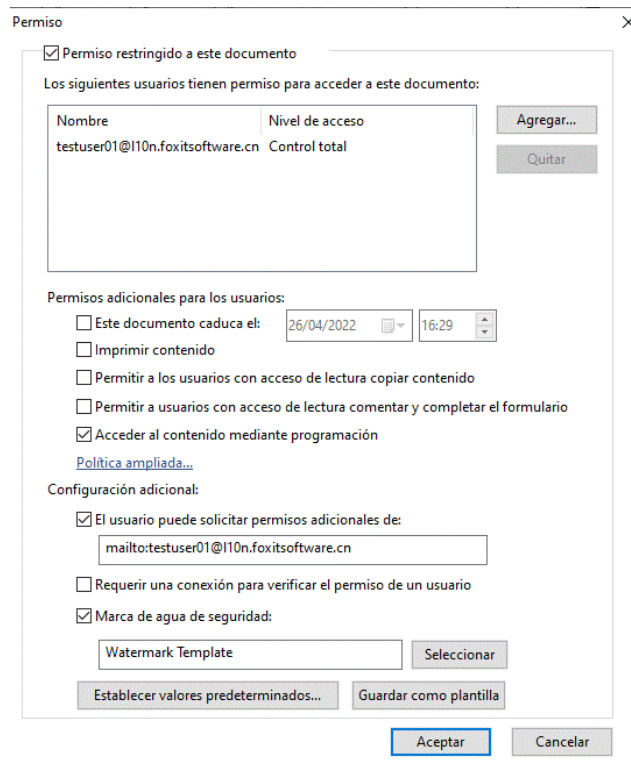 Permiso
Permiso restringido a este documento
Los siguientes usuarios tienen permiso para acceder a este documento:
Nombre Nivel de acceso Agregar...
testuser01@l10n.foxitsoftware.cn Control total
Quitar
Permisos adicionales para los usuarios:
Este documento caduca el: 26/04/2022 16:29
Imprimir contenido
Permitir a los usuarios con acceso de lectura copiar contenido
Permitir a usuarios con acceso de lectura comentar y completar el formulario
Acceder al contenido mediante programación
Política ampliada...
Configuración adicional:
El usuario puede solicitar permisos adicionales de:
mailto:testuser01@l10n.foxitsoftware.cn
Requerir una conexión para verificar el permiso de un usuario
Marca de agua de seguridad:
Watermark Template Seleccionar
Establecer valores predeterminados... Guardar como plantilla
Aceptar Cancelar